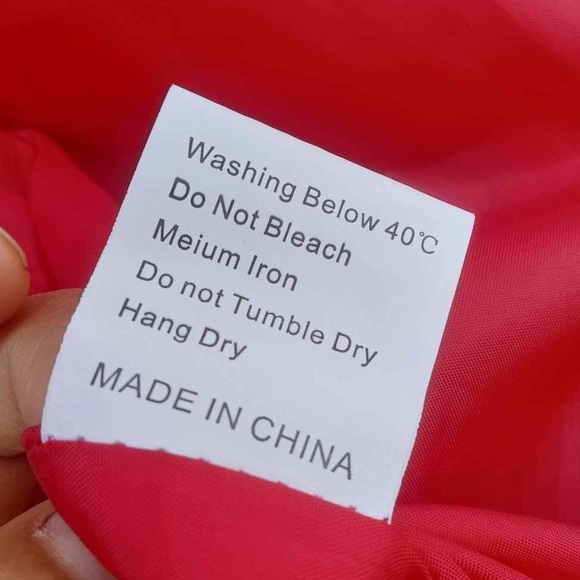 Washing Below 40℃
Do Not Bleach
Meium Iron
Do not Tumble Dry
Hang Dry
MADE IN CHINA